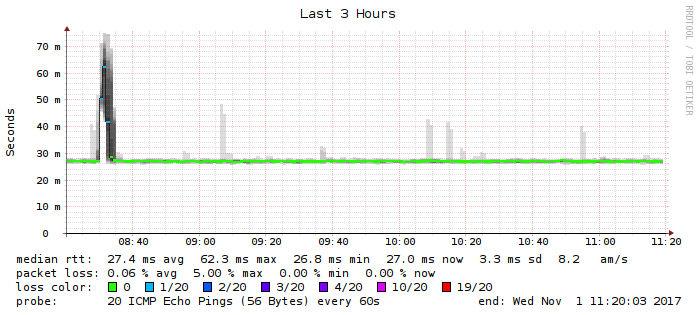 Last 3 Hours
RRDTOOL / TOBI OETIKER
Seconds
70 m
60 m
50 m
40 m
30 m
20 m
10 m
0
08:40 09:00 09:20 09:40 10:00 10:20 10:40 11:00 11:20
median rtt: 27.4 ms avg 62.3 ms max 26.8 ms min 27.0 ms now 3.3 ms sd 8.2 am/s
packet loss: 0.06 % avg 5.00 % max 0.00 % min 0.00 % now
loss color: 0 1/20 2/20 3/20 4/20 10/20 19/20
probe: 20 ICMP Echo Pings (56 Bytes) every 60s end: Wed Nov 1 11:20:03 2017